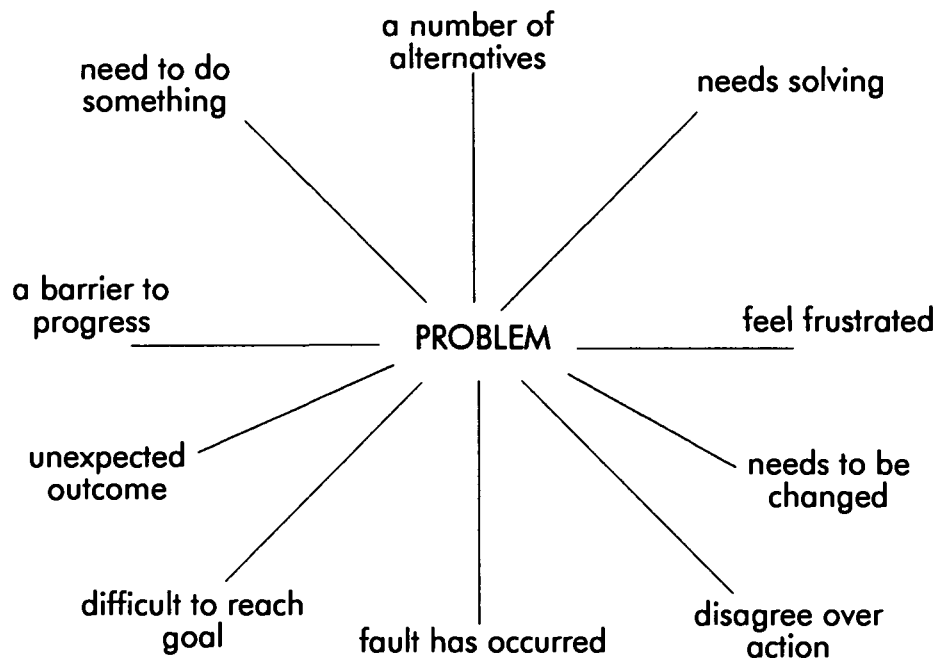 a number of
alternatives
need to do
something
needs solving
a barrier to
progress
PROBLEM
feel frustrated
unexpected
outcome
needs to be
changed
difficult to reach
goal
fault has occurred
disagree over
action